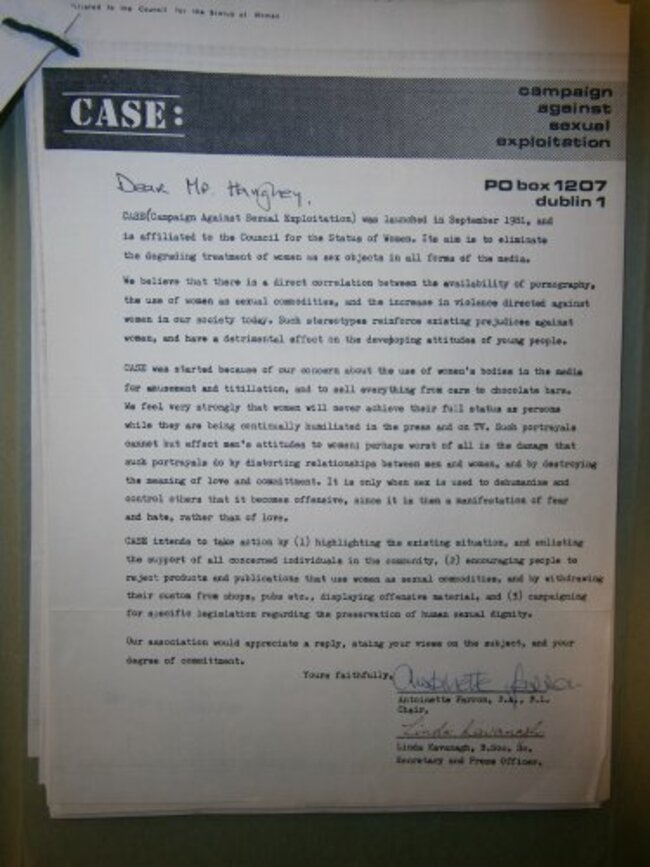 iliated to the Council for the Status of Women
CASE:
campaign
against
sexual
exploitation
Dear Mr. Haughey,
PO box 1207
dublin 1
CASE(Campaign Against Sexual Exploitation) was launched in September 1981, and
is affiliated to the Council for the Status of Women. Its aim is to eliminate
the degrading treatment of women as sex objects in all forms of the media.
We believe that there is a direct correlation between the availability of pornography,
the use of women as sexual commodities, and the increase in violence directed against
women in our society today. Such stereotypes reinforce existing prejudices against
women, and have a detrimental effect on the developing attitudes of young people.
CASE was started because of our concern about the use of women's bodies in the media
for amusement and titillation, and to sell everything from cars to chocolate bars.
We feel very strongly that women will never achieve their full status as persons
while they are being continually humiliated in the press and on TV. Such portrayals
cannot but effect men's attitudes to women; perhaps worst of all is the damage that
such portrayals do by distorting relationships between men and women, and by destroying
the meaning of love and committment. It is only when sex is used to dehumanize and
control others that it becomes offensive, since it is then a manifestation of fear
and hate, rather than of love.
CASE intends to take action by (1) highlighting the existing situation, and enlisting
the support of all concerned individuals in the community, (2) encouraging people to
reject products and publications that use women as sexual commodities, and by withdrawing
their custom from shops, pubs etc., displaying offensive material, and (3) campaigning
for specific legislation regarding the preservation of human sexual dignity.
Our association would appreciate a reply, staing your views on the subject, and your
degree of commitment.
Yours faithfully,
Antoinette Farron, B.A., B.L.
Chair,
Linda Kavanagh
Linda Kavanagh, B.Soc. Sc.
Secretary and Press Officer.